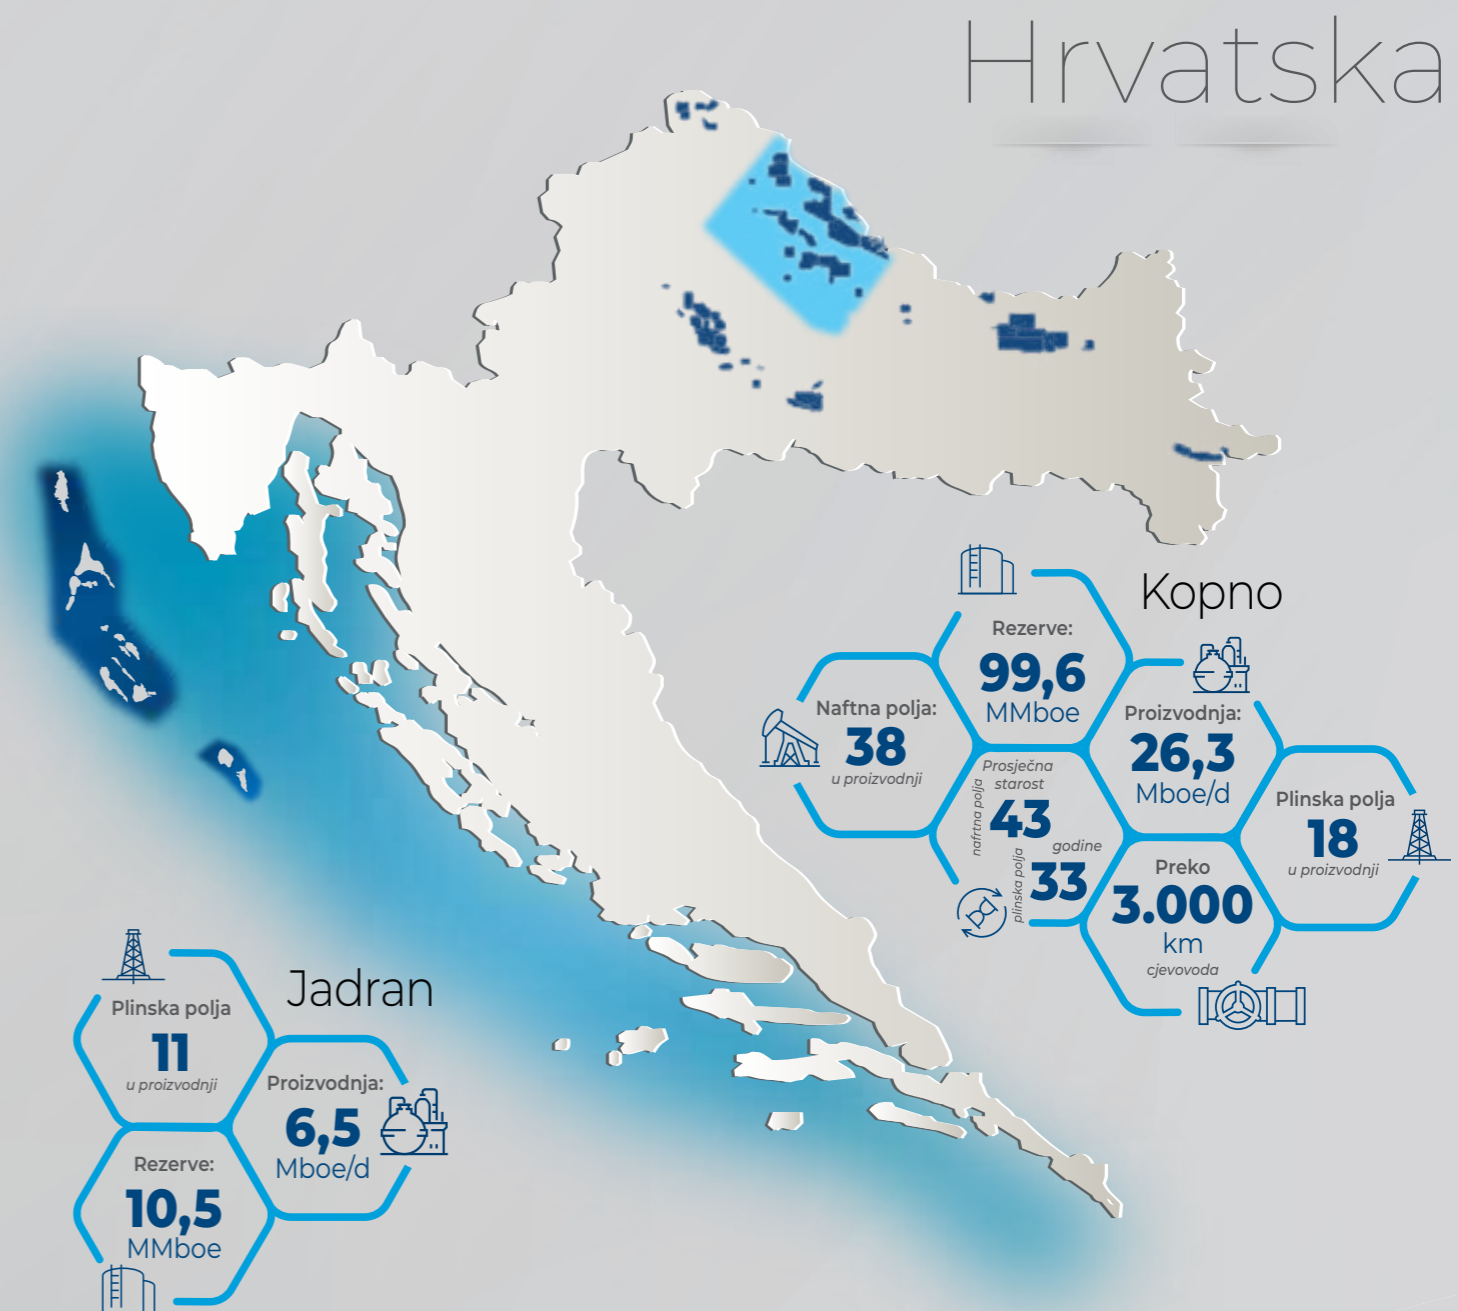 Hrvatska
Kopno
Rezerve:
99,6
MMboe
Naftna polja:
38
u proizvodnji
Proizvodnja:
26,3
Mboe/d
Prosječna
starost
naftna polja
43
godine
plinska polja
33
Plinska polja
18
u proizvodnji
Preko
3.000
km
cjevovoda
Jadran
Plinska polja
11
u proizvodnji
Proizvodnja:
6,5
Mboe/d
Rezerve:
10,5
MMboe